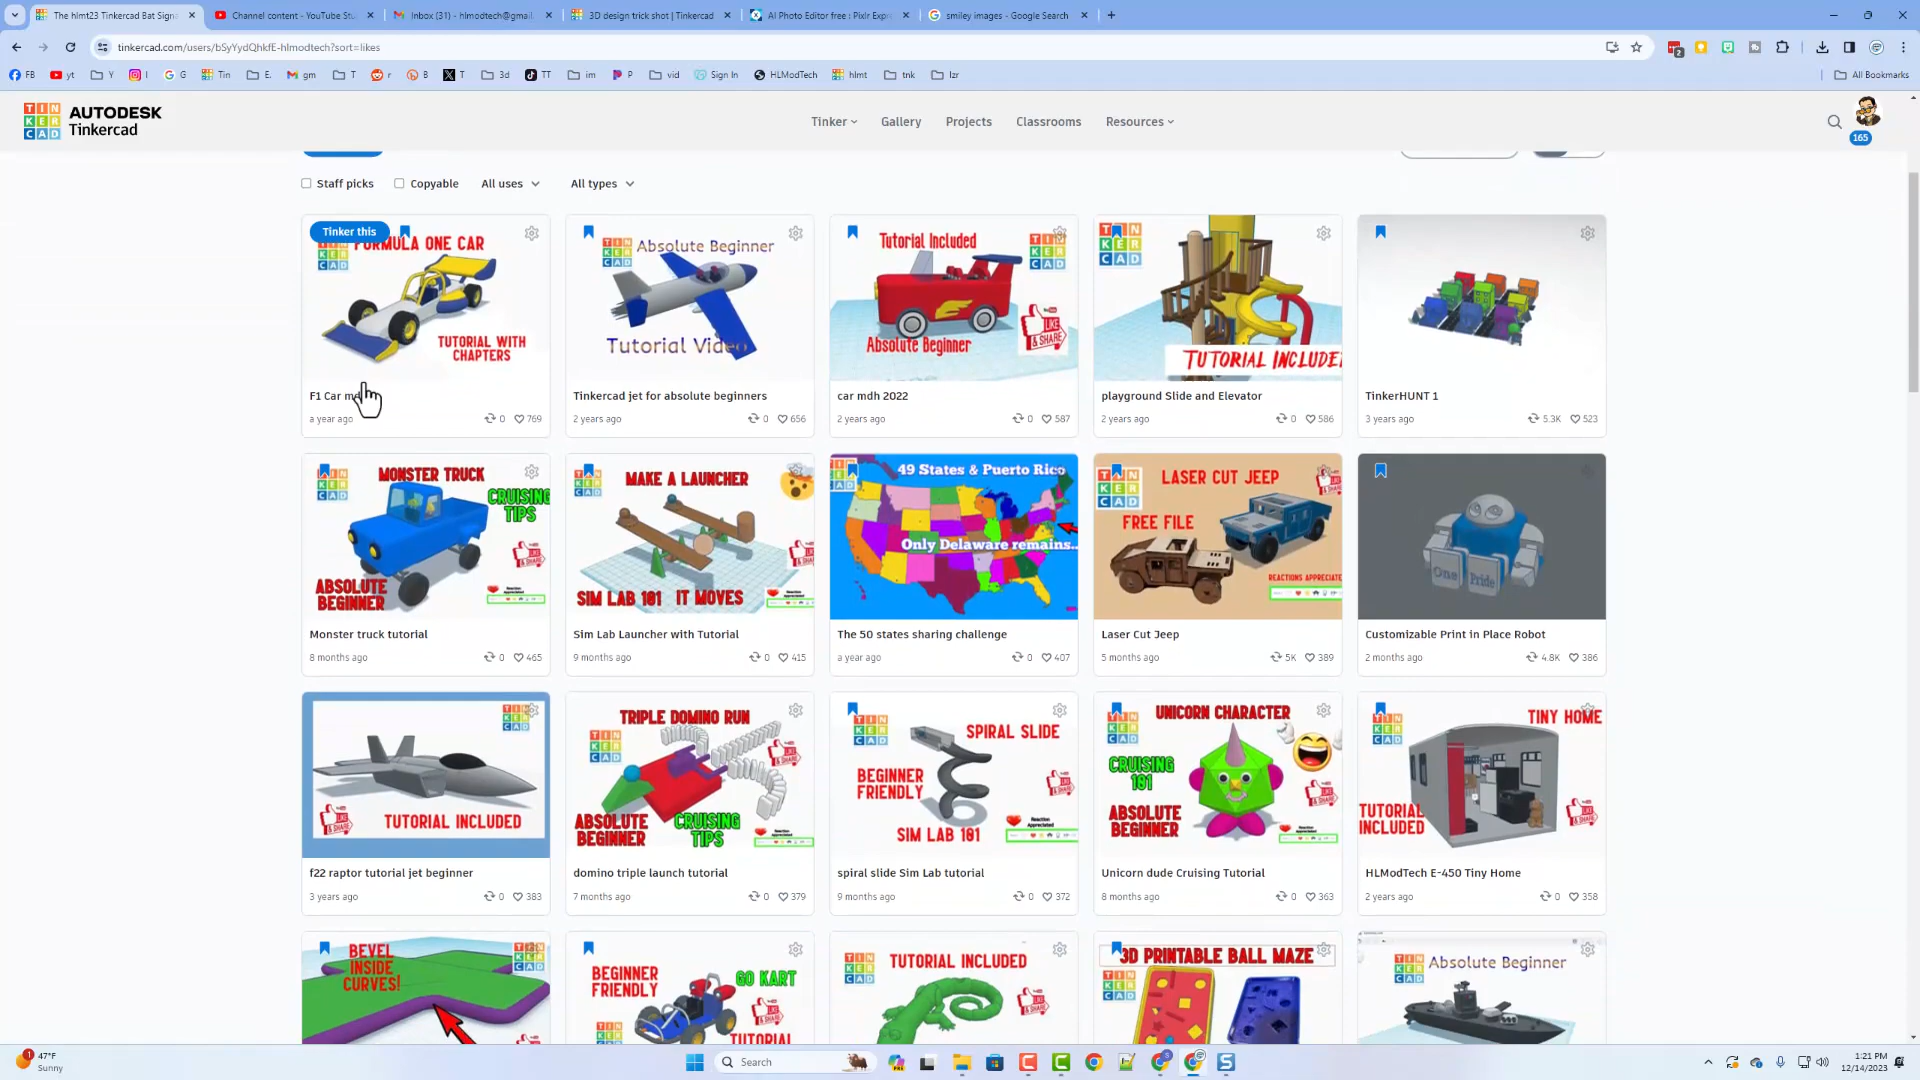 The hlmt23 Tinkercad Bat Signa
Channel content - YouTube Stu
Inbox (31) - hlmodtech@gmail
3D design trick shot | Tinkercad
AI Photo Editor free : Pixlr Expr
smiley images - Google Search
tinkercad.com/users/bSyYydQhkfE-hlmodtech?sort=likes
FB yt Y I G Tin E. gm T r B T 3d TT im P vid Sign In HLModTech hlmt tnk lzr All Bookmarks
TIN KER CAD
AUTODESK
Tinkercad
Tinker Gallery Projects Classrooms Resources
165
Staff picks Copyable All uses All types
Tinker this
FORMULA ONE CAR
TUTORIAL WITH
CHAPTERS
F1 Car md
a year ago 0 769
Absolute Beginner
Tutorial Video
Tinkercad jet for absolute beginners
2 years ago 0 656
Tutorial Included
Absolute Beginner
LIKE
& SHARE
car mdh 2022
2 years ago 0 587
TUTORIAL INCLUDED
playground Slide and Elevator
2 years ago 0 586
TinkerHUNT 1
3 years ago 5.3K 523
MONSTER TRUCK
CRUISING
TIPS
ABSOLUTE
BEGINNER
Monster truck tutorial
8 months ago 0 465
MAKE A LAUNCHER
SIM LAB 101 IT MOVES
Sim Lab Launcher with Tutorial
9 months ago 0 415
49 States & Puerto Rico
Only Delaware remains...
The 50 states sharing challenge
a year ago 0 407
LASER CUT JEEP
FREE FILE
REACTIONS APPRECIATE
Laser Cut Jeep
5 months ago 5K 389
One Pride
Customizable Print in Place Robot
2 months ago 4.8K 386
TUTORIAL INCLUDED
f22 raptor tutorial jet beginner
3 years ago 0 383
TRIPLE DOMINO RUN
ABSOLUTE
BEGINNER
CRUISING
TIPS
domino triple launch tutorial
7 months ago 0 379
SPIRAL SLIDE
BEGINNER
FRIENDLY
SIM LAB 101
spiral slide Sim Lab tutorial
9 months ago 0 372
UNICORN CHARACTER
CRUISING
101
ABSOLUTE
BEGINNER
Unicorn dude Cruising Tutorial
8 months ago 0 363
TINY HOME
TUTORIAL
INCLUDED
HLModTech E-450 Tiny Home
2 years ago 0 358
BEVEL
INSIDE
CURVES!
BEGINNER
FRIENDLY
GO KART
TUTORIAL
TUTORIAL INCLUDED
3D PRINTABLE BALL MAZE
Absolute Beginner
47°F
Sunny
Search
1:21 PM
12/14/2023